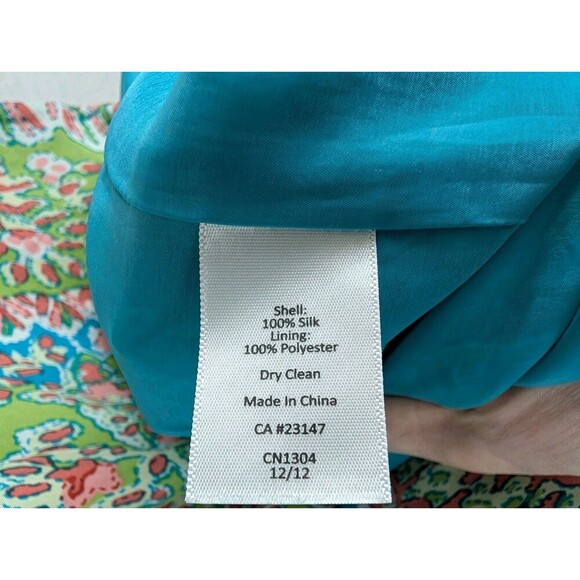 Shell:
100% Silk
Lining:
100% Polyester
Dry Clean
Made In China
CA #23147
CN1304
12/12